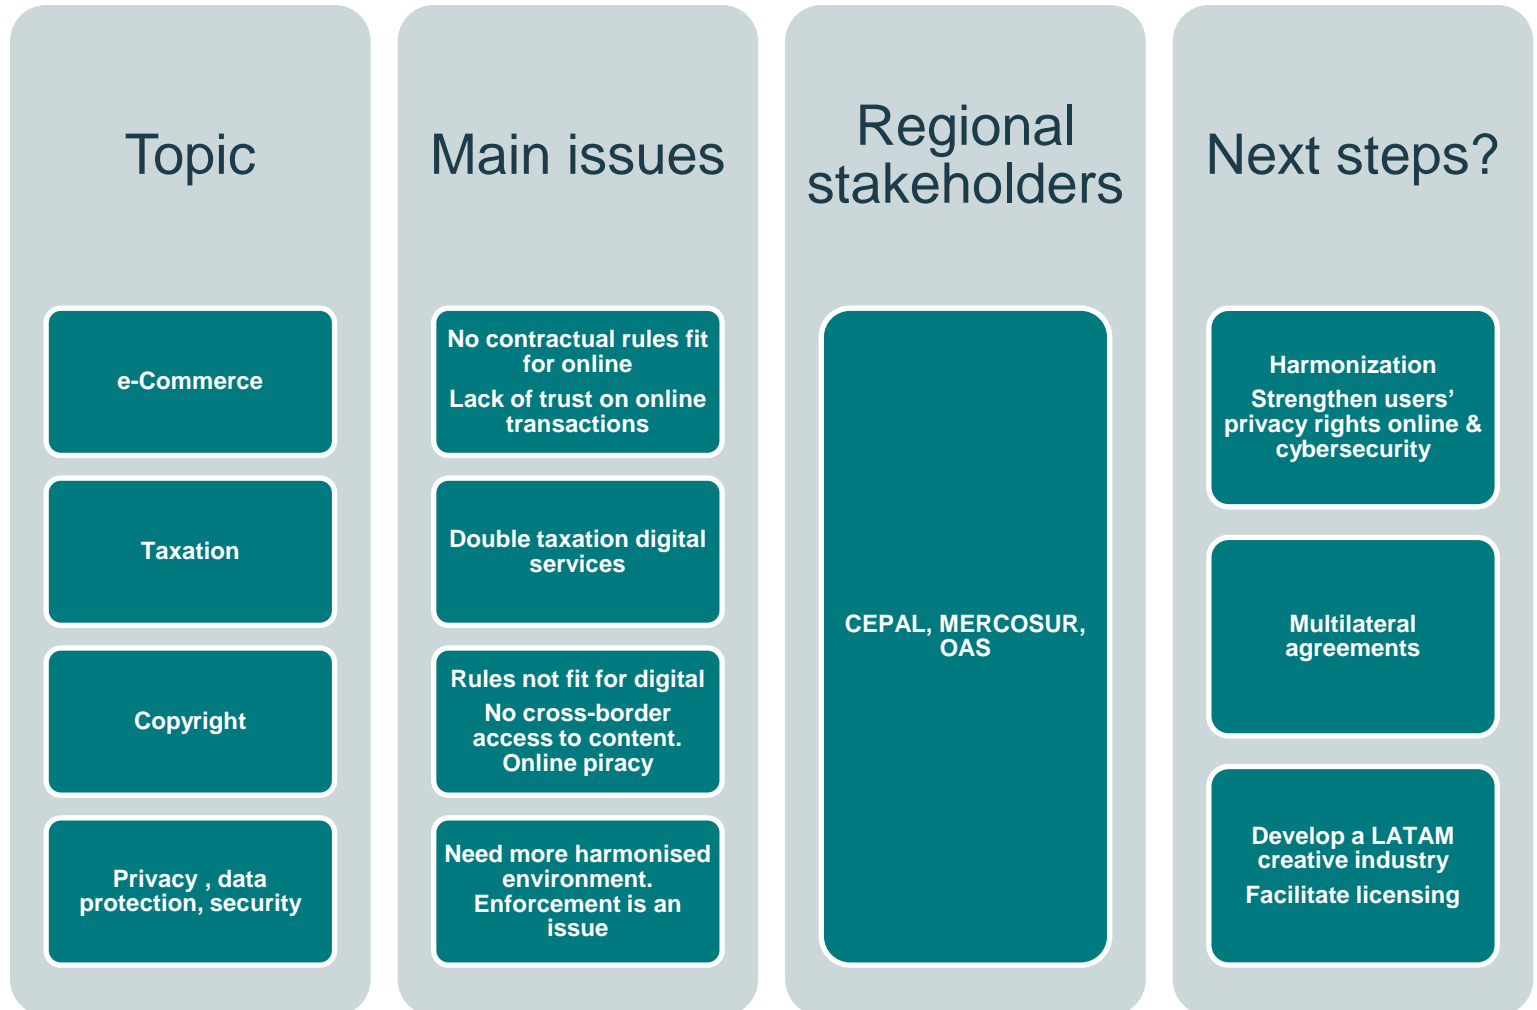 Topic
e-Commerce
Taxation
Copyright
Privacy , data
protection, security
Main issues
No contractual rules fit
for online
Lack of trust on online
transactions
Double taxation digital
services
Rules not fit for digital
No cross-border
access to content.
Online piracy
Need more harmonised
environment.
Enforcement is an
issue
Regional
stakeholders
CEPAL, MERCOSUR,
OAS
Next steps?
Harmonization
Strengthen users’
privacy rights online &
cybersecurity
Multilateral
agreements
Develop a LATAM
creative industry
Facilitate licensing